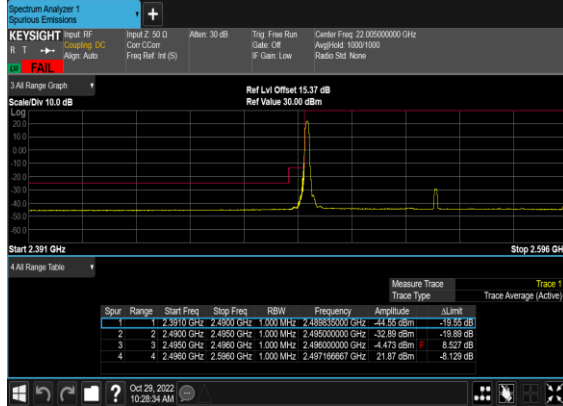 Spectrum Analyzer 1
Spurious Emissions
+
KEYSIGHT Input: RF Input Z: 50 Ω Atten: 30 dB Trig: Free Run Center Freq: 22.005000000 GHz
R T Coupling: DC Corr CCorr Gate: Off Avg|Hold: 1000/1000
Align: Auto Freq Ref: Int (S) IF Gain: Low Radio Std: None
FAIL
3 All Range Graph
Ref Lvl Offset 15.37 dB
Scale/Div 10.0 dB Ref Value 30.00 dBm
Log
20.0
10.0
0.00
-10.0
-20.0
-30.0
-40.0
-50.0
-60.0
Start 2.391 GHz Stop 2.596 GH
4 All Range Table
Measure Trace Trace 1
Trace Type Trace Average (Active)
Spur Range Start Freq Stop Freq RBW Frequency Amplitude ΔLimit
1 1 2.3910 GHz 2.4900 GHz 1.000 MHz 2.489835000 GHz -44.55 dBm -19.55 dB
2 2 2.4900 GHz 2.4950 GHz 1.000 MHz 2.495000000 GHz -32.89 dBm -19.89 dB
3 3 2.4950 GHz 2.4960 GHz 1.000 MHz 2.496000000 GHz -4.473 dBm F 8.527 dB
4 4 2.4960 GHz 2.5960 GHz 1.000 MHz 2.497166667 GHz 21.87 dBm -8.129 dB
? Oct 29, 2022
10:28:34 AM